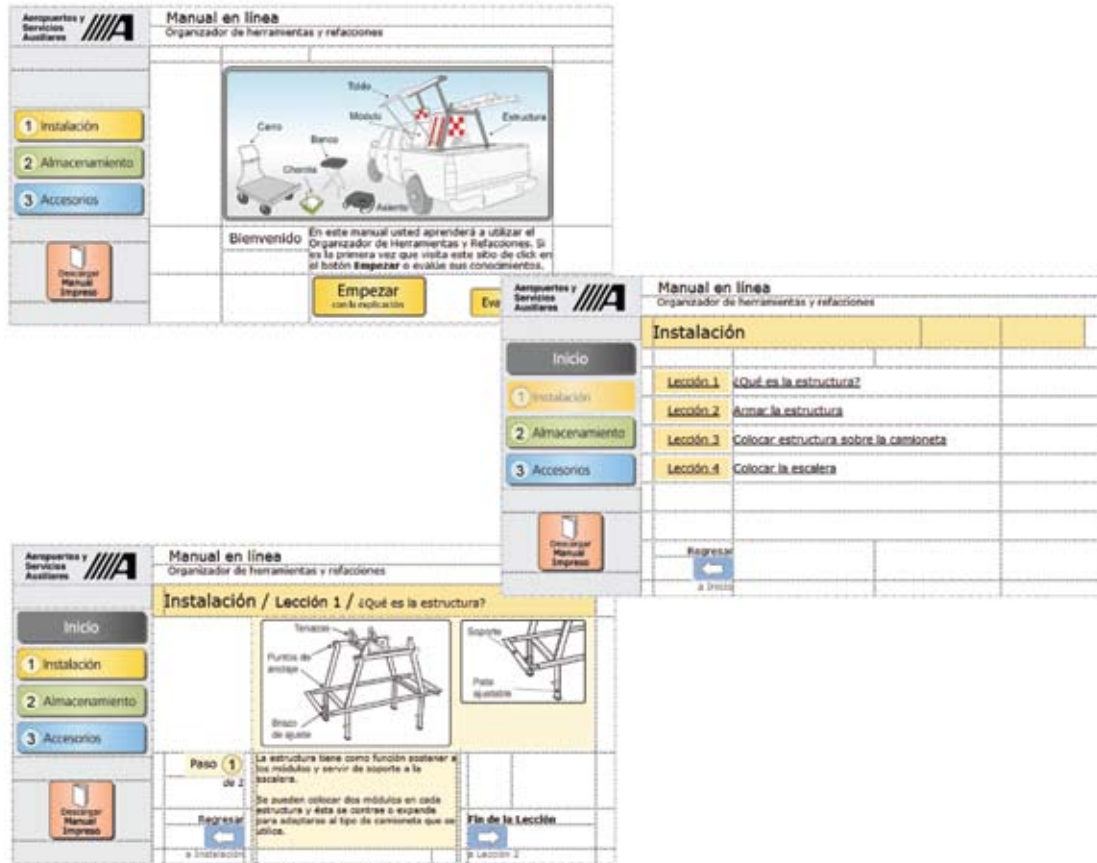 Aeropuertos y
Servicios
Auxiliares
Manual en línea
Organizador de herramientas y refacciones
1 Instalación
2 Almacenamiento
3 Accesorios
Descargar
Manual
Impreso
Toldo
Módulo
Estructura
Carro
Banco
Charola
Asiento
Bienvenido
En este manual usted aprenderá a utilizar el
Organizador de Herramientas y Refacciones. Si
es la primera vez que visita este sitio de click en
el botón Empezar o evalúe sus conocimientos.
Empezar
con la explicación
Eva
Aeropuertos y
Servicios
Auxiliares
Manual en línea
Organizador de herramientas y refacciones
Instalación
Inicio
1 Instalación
2 Almacenamiento
3 Accesorios
Descargar
Manual
Impreso
Lección 1 ¿Qué es la estructura?
Lección 2 Armar la estructura
Lección 3 Colocar estructura sobre la camioneta
Lección 4 Colocar la escalera
Regresar
a Inicio
Aeropuertos y
Servicios
Auxiliares
Manual en línea
Organizador de herramientas y refacciones
Instalación / Lección 1 / ¿Qué es la estructura?
Inicio
1 Instalación
2 Almacenamiento
3 Accesorios
Descargar
Manual
Impreso
Tenazas
Puntos de
anclaje
Brazo
de ajuste
Soporte
Pata
ajustable
Paso 1
de 1
La estructura tiene como función sostener a
los módulos y servir de soporte a la
escalera.
Se pueden colocar dos módulos en cada
estructura y ésta se contrae o expande
para adaptarse al tipo de camioneta que se
utilice.
Regresar
a Instalación
Fin de la Lección
a Lección 2